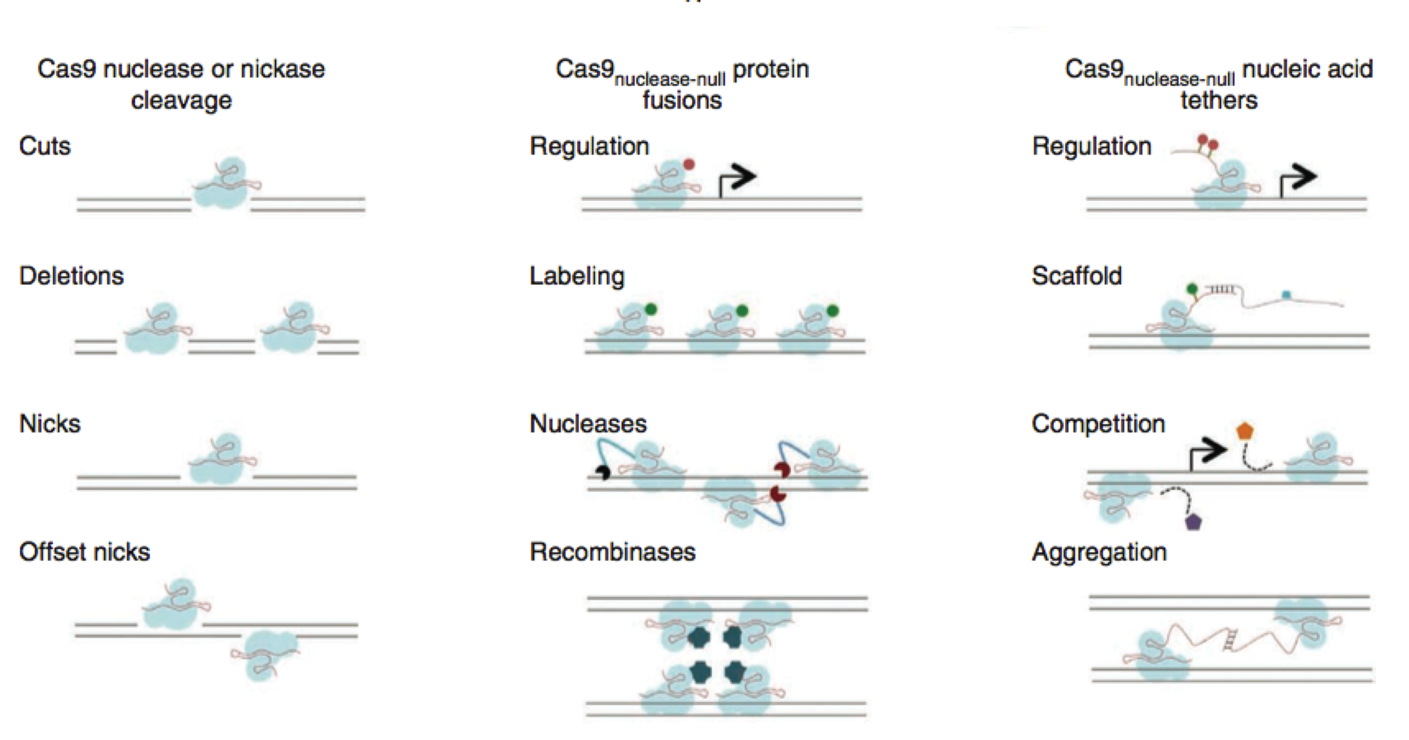 Cas9 nuclease or nickase
cleavage
Cuts
Deletions
Nicks
Offset nicks
Cas9nuclease-null protein
fusions
Regulation
Labeling
Nucleases
Recombinases
Cas9nuclease-null nucleic acid
tethers
Regulation
Scaffold
Competition
Aggregation